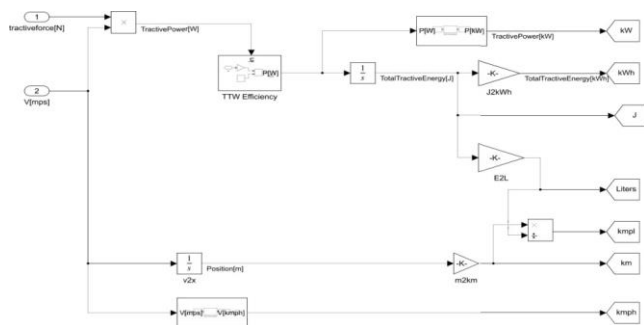 1
tractiveforce[N]
×
TractivePower[W]
2
V[mps]
in
P[W]
TTW Efficiency
P[W] P[kW]
TractivePower[kW]
kW
1
s
TotalTractiveEnergy[J]
-K-
J2kWh
TotalTractiveEnergy[kWh]
kWh
J
-K-
E2L
Liters
×
÷
kmpl
1
s
v2x
Position[m]
-K-
m2km
km
V[mps] V[kmph]
kmph